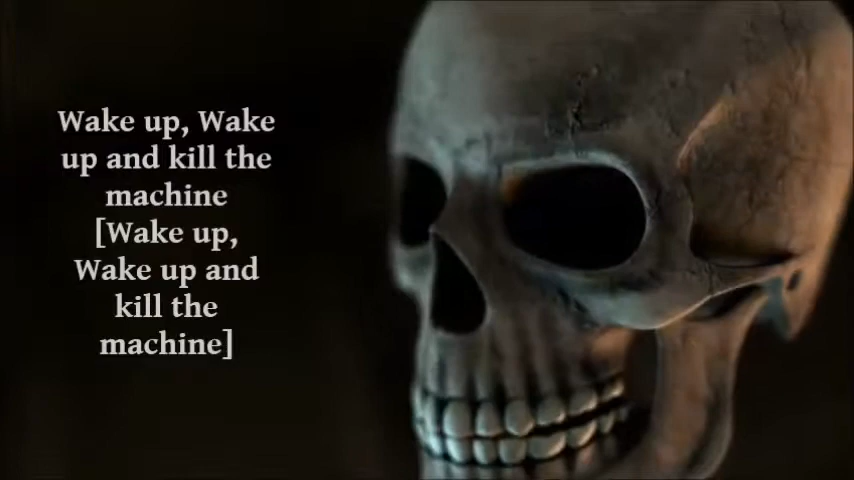 Wake up, Wake
up and kill the
machine
[Wake up,
Wake up and
kill the
machine]